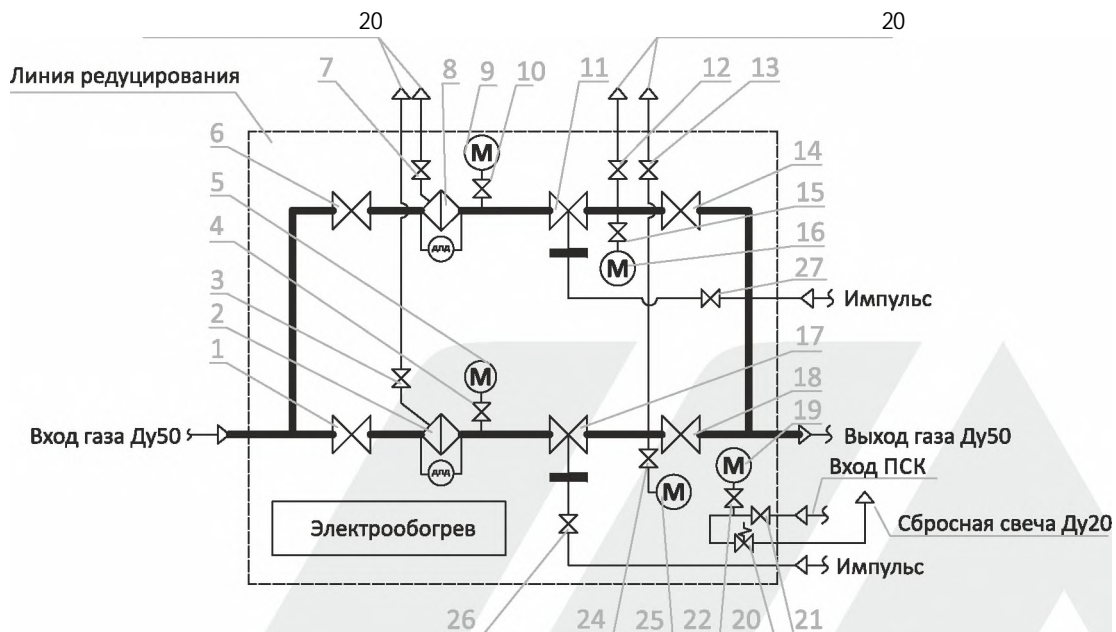 20 20
Линия редуцирования
7 8 9 10 11 12 13
6
5
4
3
2
1
14
15
16
27
Импульс
17
18
19
М
М
М
М
М
М
дпд
дпд
Вход газа Ду50
Выход газа Ду50
Вход ПСК
Электрообогрев
Сбросная свеча Ду20
Импульс
26 24 25 22 20 21